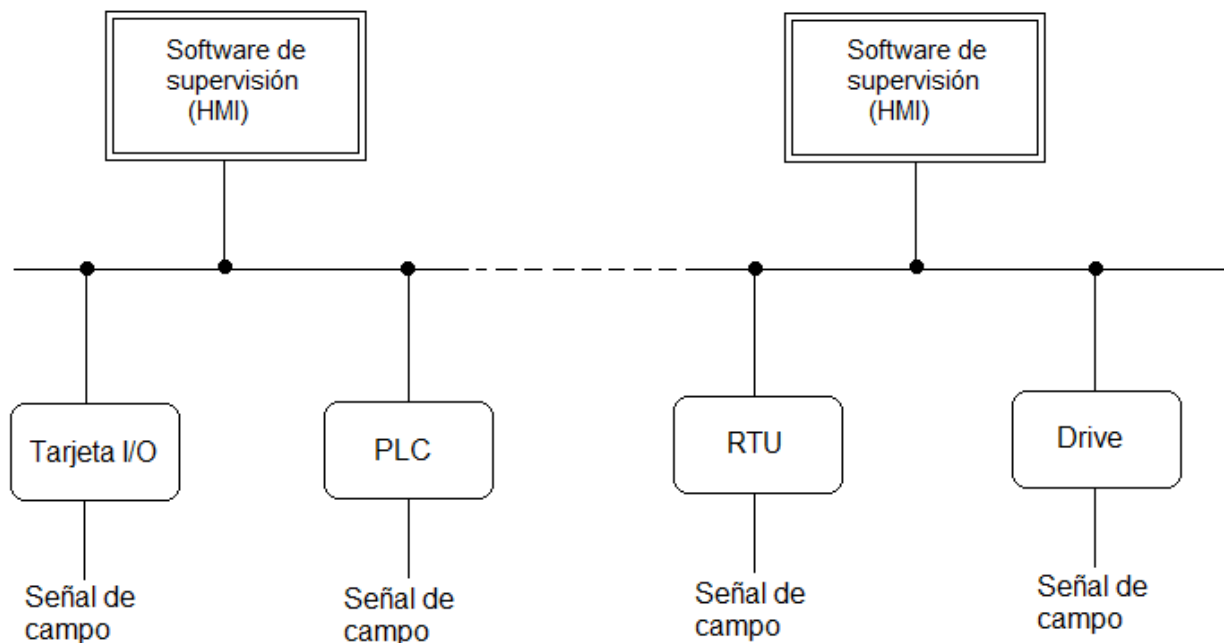 Software de
supervisión
(HMI)
Software de
supervisión
(HMI)
Tarjeta I/O
PLC
RTU
Drive
Señal de
campo
Señal de
campo
Señal de
campo
Señal de
campo